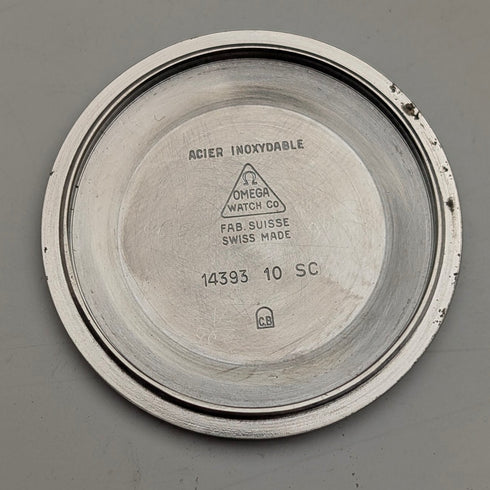 ACIER INOXYDABLE
Ω
OMEGA
WATCH Co
FAB. SUISSE
SWISS MADE
14393 10 SC
C.B